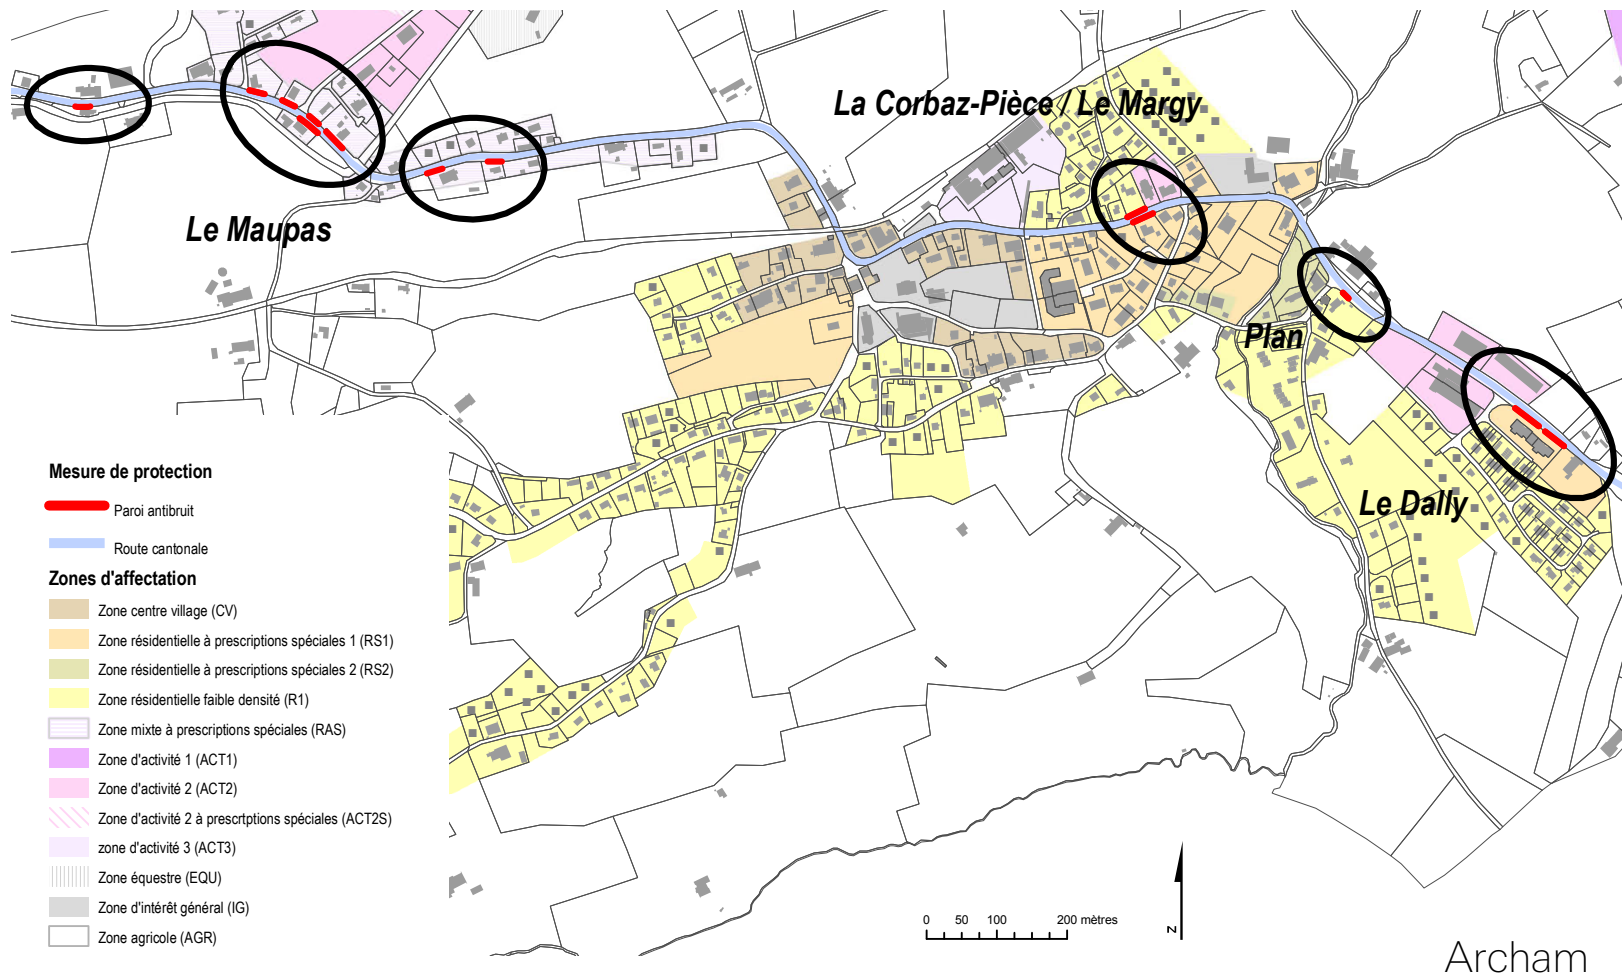 La Corbaz-Pièce / Le Margy
Le Maupas
Plan
Le Dally
Mesure de protection
Paroi antibruit
Route cantonale
Zones d'affectation
Zone centre village (CV)
Zone résidentielle à prescriptions spéciales 1 (RS1)
Zone résidentielle à prescriptions spéciales 2 (RS2)
Zone résidentielle faible densité (R1)
Zone mixte à prescriptions spéciales (RAS)
Zone d'activité 1 (ACT1)
Zone d'activité 2 (ACT2)
Zone d'activité 2 à prescrtptions spéciales (ACT2S)
zone d'activité 3 (ACT3)
Zone équestre (EQU)
Zone d'intérêt général (IG)
Zone agricole (AGR)
0 50 100 200 mètres
N
Archam